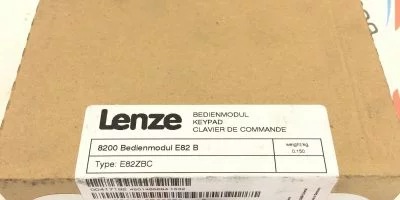 Lenze
BEDIENMODUL
KEYPAD
CLAVIER DE COMMANDE
8200 Bedienmodul E82 B
weight/kg
0.150
Type: E82ZBC